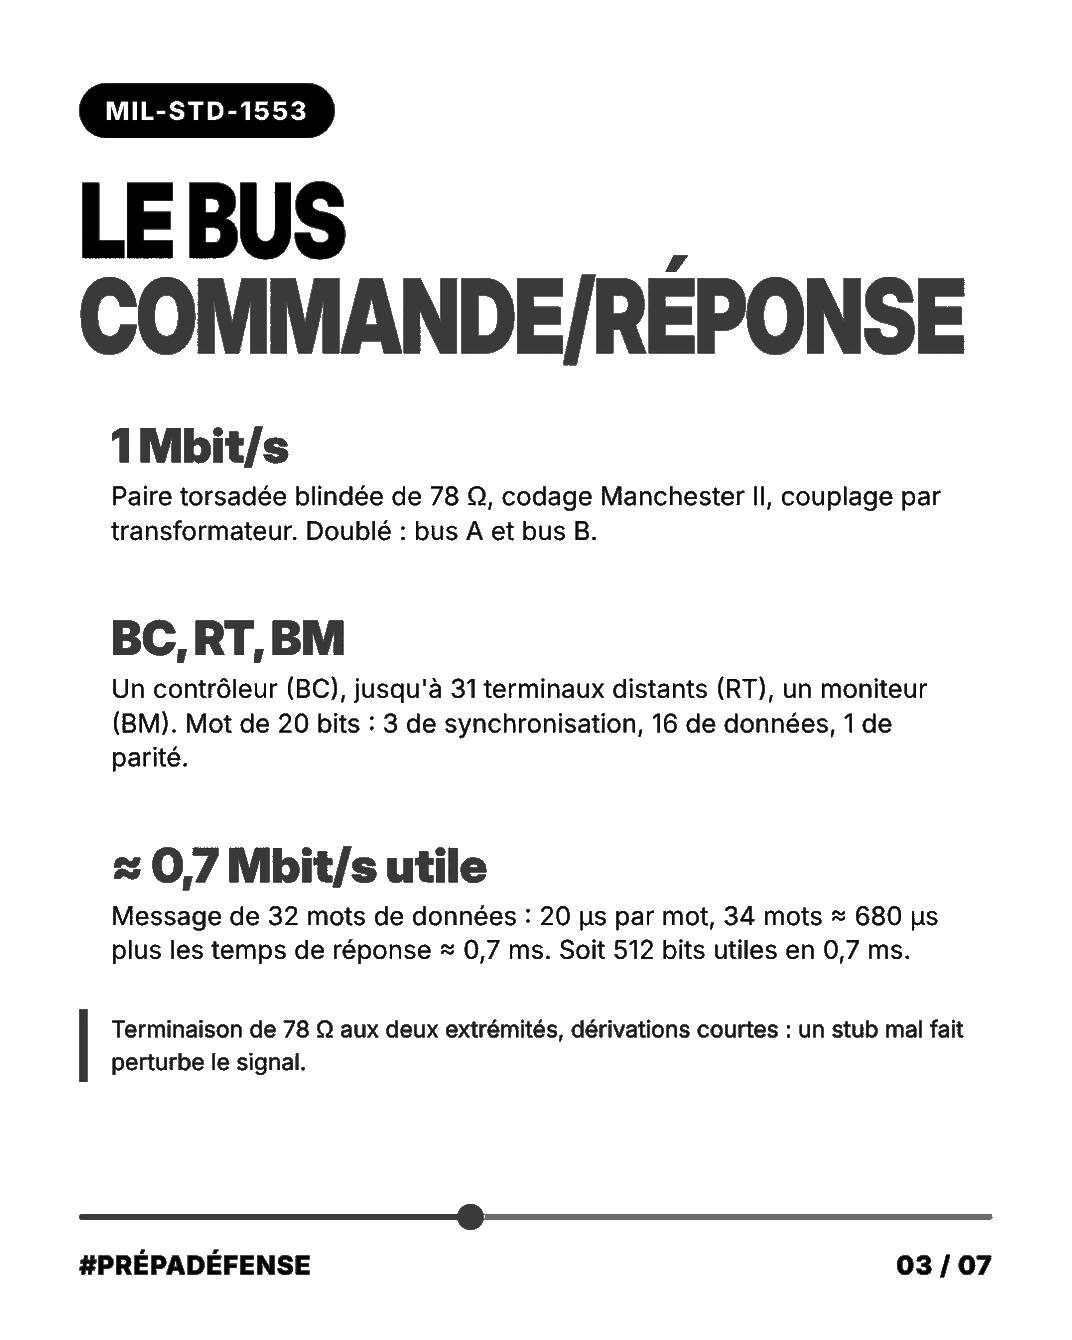 MIL-STD-1553
LE BUS
COMMANDE/RÉPONSE
1 Mbit/s
Paire torsadée blindée de 78 Ω, codage Manchester II, couplage par
transformateur. Doublé : bus A et bus B.
BC, RT, BM
Un contrôleur (BC), jusqu'à 31 terminaux distants (RT), un moniteur
(BM). Mot de 20 bits : 3 de synchronisation, 16 de données, 1 de
parité.
≈ 0,7 Mbit/s utile
Message de 32 mots de données : 20 µs par mot, 34 mots ≈ 680 µs
plus les temps de réponse ≈ 0,7 ms. Soit 512 bits utiles en 0,7 ms.
Terminaison de 78 Ω aux deux extrémités, dérivations courtes : un stub mal fait
perturbe le signal.
#PRÉPADÉFENSE
03 / 07